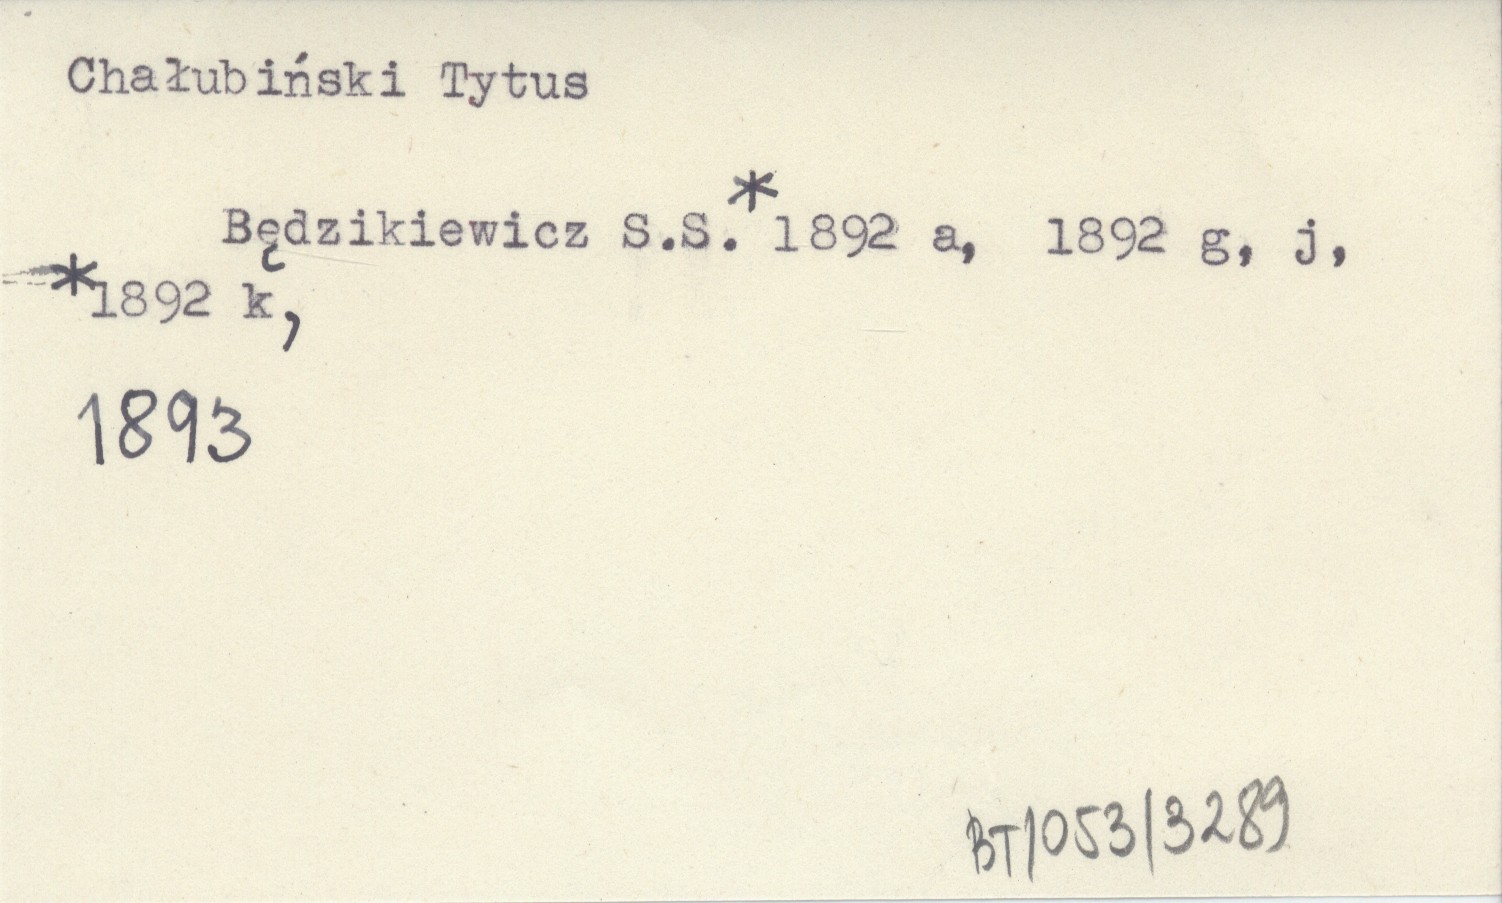 Chałubiński Tytus
Będzikiewicz S.S.*1892 a, 1892 g, j,
*1892 k,
1893
BT/053/3289